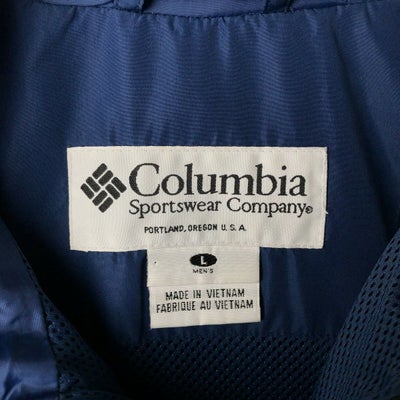 Columbia
Sportswear Company®
PORTLAND, OREGON U.S.A.
L
MEN'S
MADE IN VIETNAM
FABRIQUE AU VIETNAM